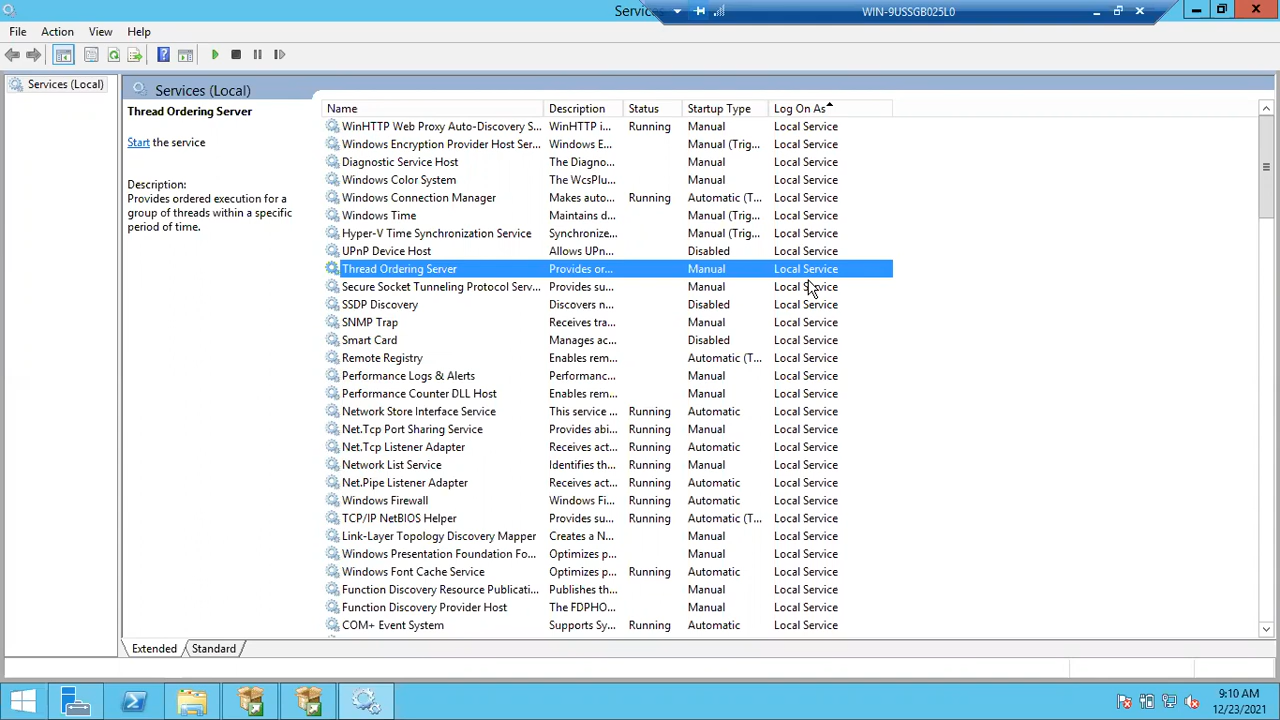 Services
WIN-9USSGB025L0
File Action View Help
Services (Local)
Services (Local)
Thread Ordering Server
Start the service
Description:
Provides ordered execution for a
group of threads within a specific
period of time.
Name Description Status Startup Type Log On As
WinHTTP Web Proxy Auto-Discovery S... WinHTTP i... Running Manual Local Service
Windows Encryption Provider Host Ser... Windows E... Manual (Trig... Local Service
Diagnostic Service Host The Diagno... Manual Local Service
Windows Color System The WcsPlu... Manual Local Service
Windows Connection Manager Makes auto... Running Automatic (T... Local Service
Windows Time Maintains d... Manual (Trig... Local Service
Hyper-V Time Synchronization Service Synchronize... Manual (Trig... Local Service
UPnP Device Host Allows UPn... Disabled Local Service
Thread Ordering Server Provides or... Manual Local Service
Secure Socket Tunneling Protocol Serv... Provides su... Manual Local Service
SSDP Discovery Discovers n... Disabled Local Service
SNMP Trap Receives tra... Manual Local Service
Smart Card Manages ac... Disabled Local Service
Remote Registry Enables rem... Automatic (T... Local Service
Performance Logs & Alerts Performanc... Manual Local Service
Performance Counter DLL Host Enables rem... Manual Local Service
Network Store Interface Service This service ... Running Automatic Local Service
Net.Tcp Port Sharing Service Provides abi... Running Manual Local Service
Net.Tcp Listener Adapter Receives act... Running Automatic Local Service
Network List Service Identifies th... Running Manual Local Service
Net.Pipe Listener Adapter Receives act... Running Automatic Local Service
Windows Firewall Windows Fi... Running Automatic Local Service
TCP/IP NetBIOS Helper Provides su... Running Automatic (T... Local Service
Link-Layer Topology Discovery Mapper Creates a N... Manual Local Service
Windows Presentation Foundation Fo... Optimizes p... Manual Local Service
Windows Font Cache Service Optimizes p... Running Automatic Local Service
Function Discovery Resource Publicati... Publishes th... Manual Local Service
Function Discovery Provider Host The FDPHO... Manual Local Service
COM+ Event System Supports Sy... Running Automatic Local Service
Extended Standard
9:10 AM
12/23/2021